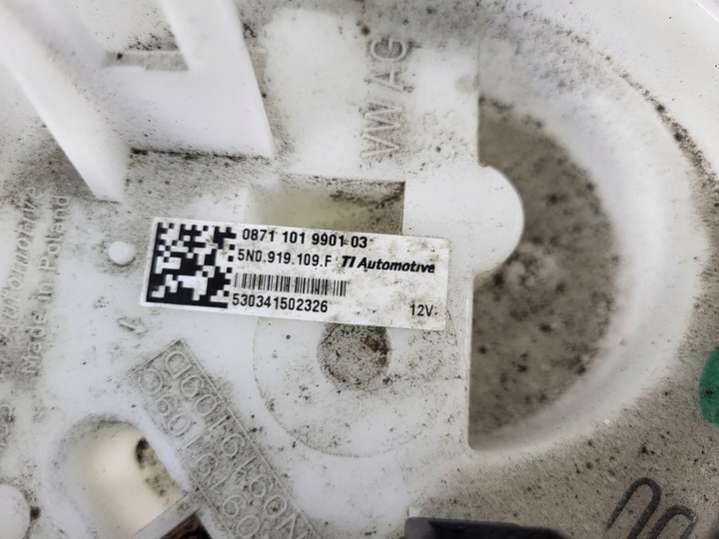 VW AG
Made in Poland
0871 101 9901 03
5N0.919.109.F TI Automotive
530341502326
12V